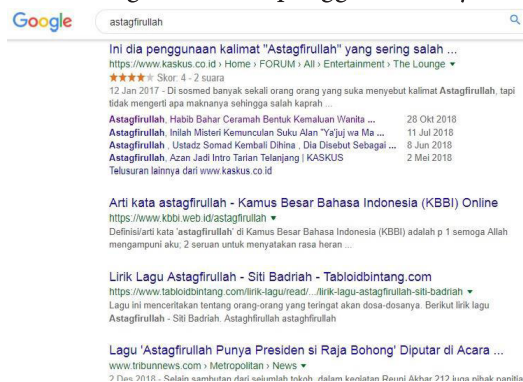 Google
astagfirullah
Ini dia penggunaan kalimat "Astagfirullah" yang sering salah ...
https://www.kaskus.co.id › Home › FORUM › All › Entertainment › The Lounge ▼
★★★★★ Skor: 4 - 2 suara
12 Jan 2017 - Di sosmed banyak sekali orang orang yang suka menyebut kalimat Astagfirullah, tapi
tidak mengerti apa maknanya sehingga salah kaprah ...
Astagfirullah, Habib Bahar Ceramah Bentuk Kemaluan Wanita ... 28 Okt 2018
Astagfirullah, Inilah Misteri Kemunculan Suku Alan "Ya'juj wa Ma ... 11 Jul 2018
Astagfirullah , Ustadz Somad Kembali Dihina , Dia Disebut Sebagai ... 8 Jun 2018
Astagfirullah, Azan Jadi Intro Tarian Telanjang | KASKUS 2 Mei 2018
Telusuran lainnya dari www.kaskus.co.id
Arti kata astagfirullah - Kamus Besar Bahasa Indonesia (KBBI) Online
https://www.kbbi.web.id/astagfirullah ▼
Definisi/arti kata 'astagfirullah' di Kamus Besar Bahasa Indonesia (KBBI) adalah p 1 semoga Allah
mengampuni aku; 2 seruan untuk menyatakan rasa heran ...
Lirik Lagu Astagfirullah - Siti Badriah - Tabloidbintang.com
https://www.tabloidbintang.com/lirik-lagu/read/.../lirik-lagu-astagfirullah-siti-badriah ▼
Lagu ini menceritakan tentang orang-orang yang teringat akan dosa-dosanya. Berikut lirik lagu
Astagfirullah - Siti Badriah. Astaghfirullah astaghfirullah
Lagu 'Astagfirullah Punya Presiden si Raja Bohong' Diputar di Acara ...
www.tribunnews.com › Metropolitan › News ▼
2 Des 2018 - Selain sambutan dari sejumlah tokoh, dalam kegiatan Reuni Akbar 212 juga pihak panitia